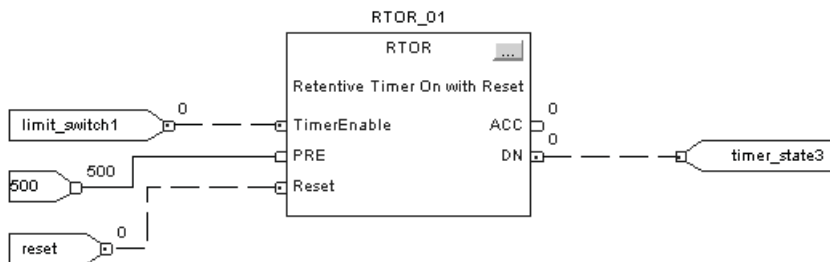 RTOR_01
RTOR
...
Retentive Timer On with Reset
0
limit_switch1
TimerEnable
ACC
0
500
500
PRE
DN
0
timer_state3
Reset
reset
0